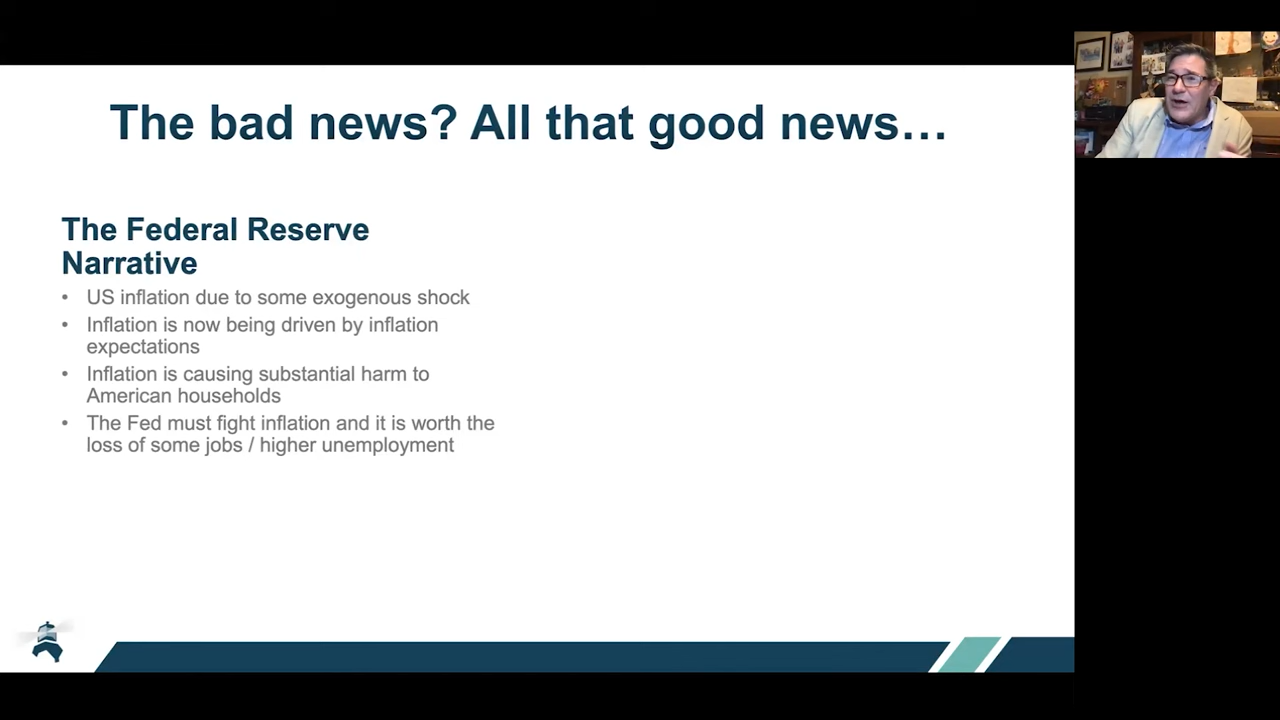 The bad news? All that good news…
The Federal Reserve
Narrative
• US inflation due to some exogenous shock
• Inflation is now being driven by inflation
expectations
• Inflation is causing substantial harm to
American households
• The Fed must fight inflation and it is worth the
loss of some jobs / higher unemployment